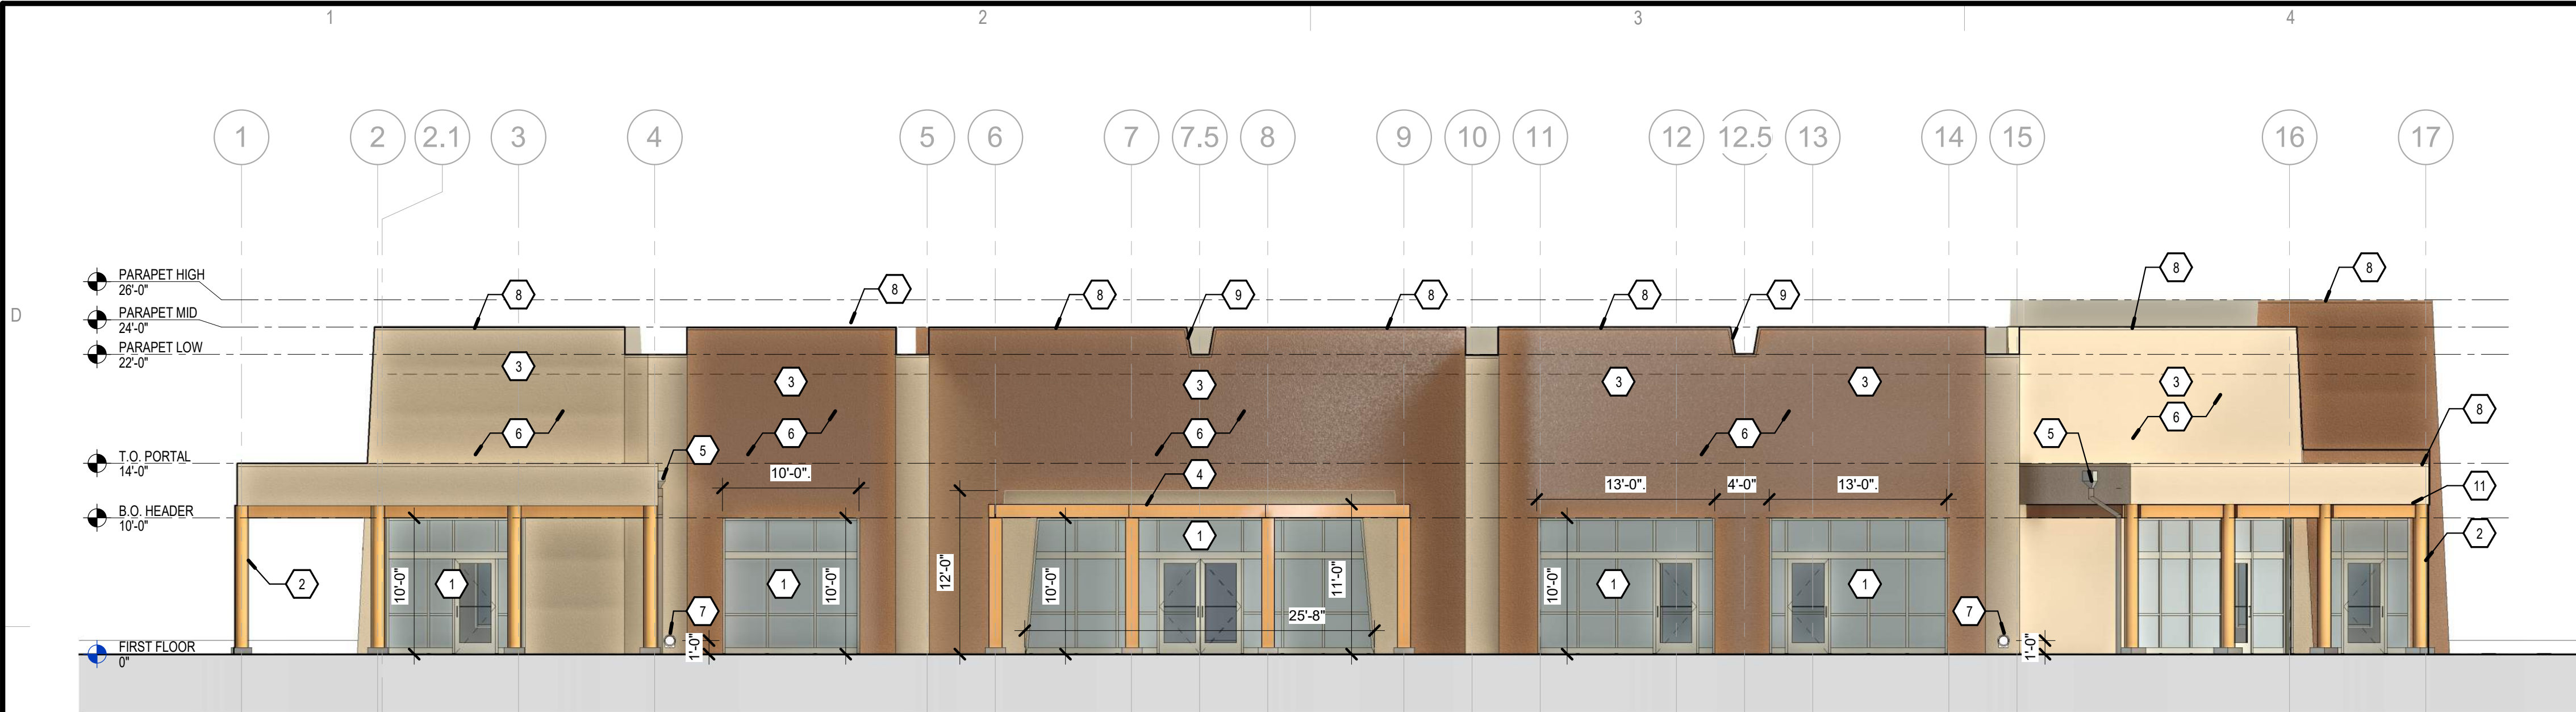 1 2 3 4
1 2 2.1 3 4 5 6 7 7.5 8 9 10 11 12 12.5 13 14 15 16 17
8 8
PARAPET HIGH
26'-0"
8 8 8 9 8 8 9
D
PARAPET MID
24'-0"
PARAPET LOW
22'-0"
3 3 3 3 3 3
8
6 6 6 6 5 6
5
T.O. PORTAL
14'-0"
10'-0". 4 13'-0". 4'-0" 13'-0". 11
B.O. HEADER
10'-0"
1 2
2 10'-0" 1 1 10'-0" 12'-0" 10'-0" 11'-0" 10'-0" 1 1
7 25'-8" 7
FIRST FLOOR
0"
1'-0" 1'-0"